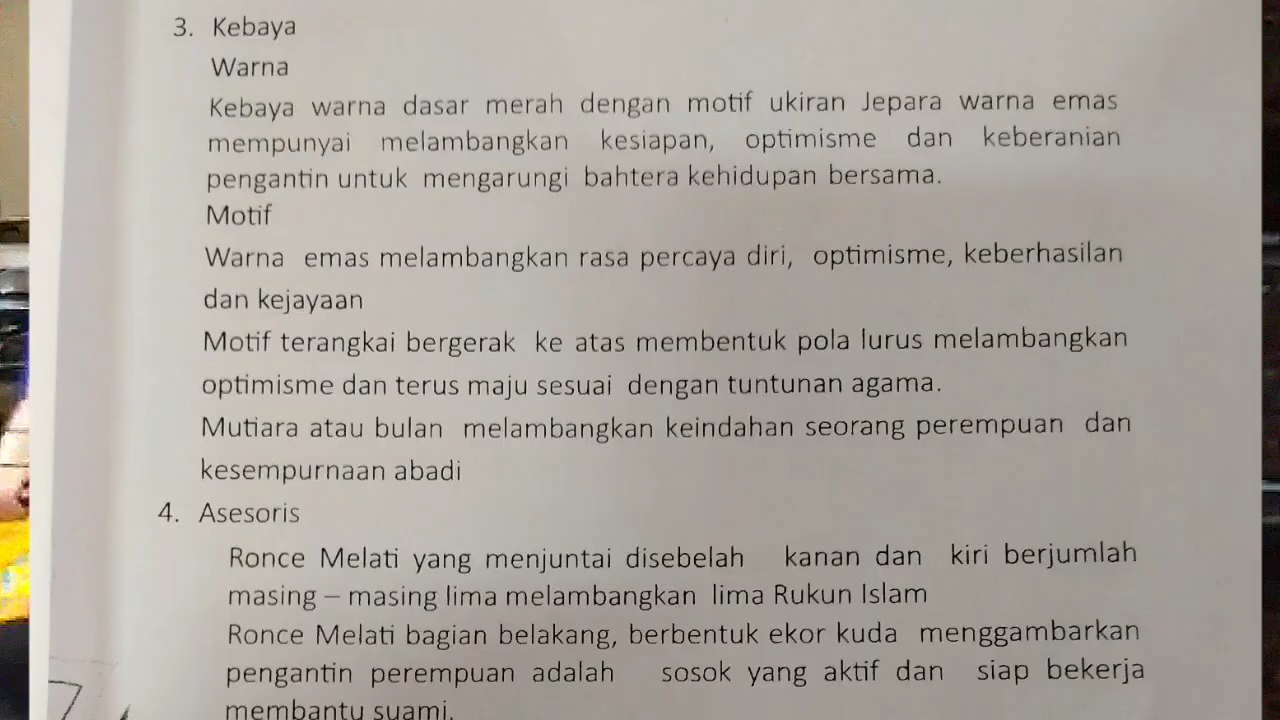 3. Kebaya
Warna
Kebaya warna dasar merah dengan motif ukiran Jepara warna emas
mempunyai melambangkan kesiapan, optimisme dan keberanian
pengantin untuk mengarungi bahtera kehidupan bersama.
Motif
Warna emas melambangkan rasa percaya diri, optimisme, keberhasilan
dan kejayaan
Motif terangkai bergerak ke atas membentuk pola lurus melambangkan
optimisme dan terus maju sesuai dengan tuntunan agama.
Mutiara atau bulan melambangkan keindahan seorang perempuan dan
kesempurnaan abadi
4. Asesoris
Ronce Melati yang menjuntai disebelah kanan dan kiri berjumlah
masing – masing lima melambangkan lima Rukun Islam
Ronce Melati bagian belakang, berbentuk ekor kuda menggambarkan
pengantin perempuan adalah sosok yang aktif dan siap bekerja
membantu suami.